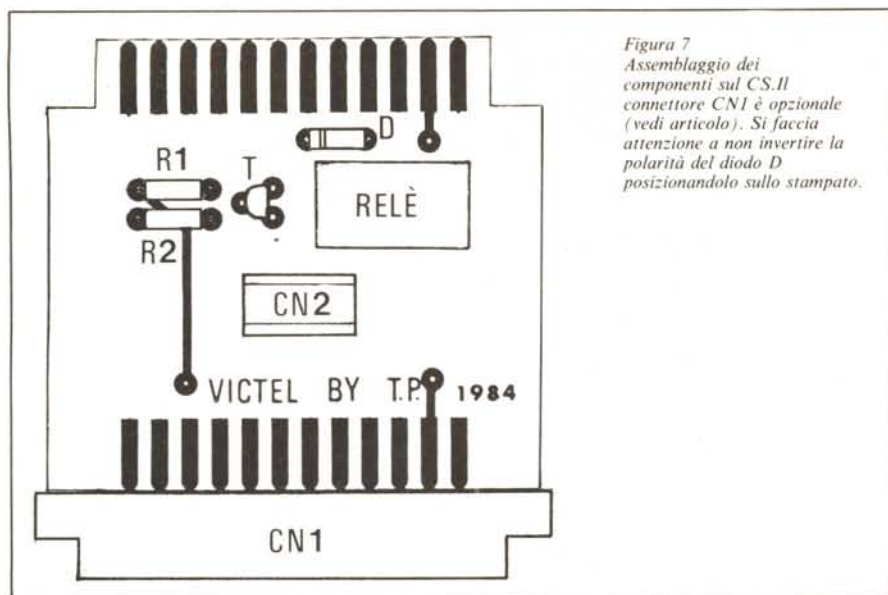 Figura 7
Assemblaggio dei
componenti sul CS.Il
connettore CN1 è opzionale
(vedi articolo). Si faccia
attenzione a non invertire la
polarità del diodo D
posizionandolo sullo stampato.
D
R1
T
RELÈ
R2
CN2
VICTEL BY T.P. 1984
CN1